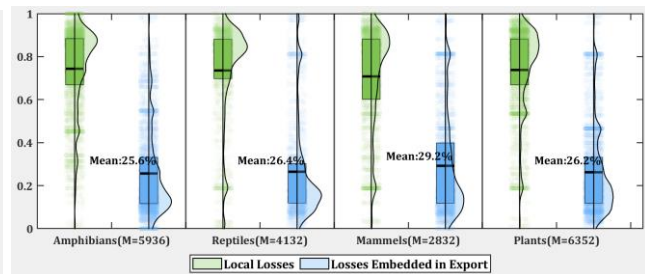 1
0.8
0.6
0.4
0.2
0
Mean:25.6%
Mean:26.4%
Mean:29.2%
Mean:26.2%
Amphibians(M=5936)
Reptiles(M=4132)
Mammels(M=2832)
Plants(M=6352)
Local Losses
Losses Embedded in Export